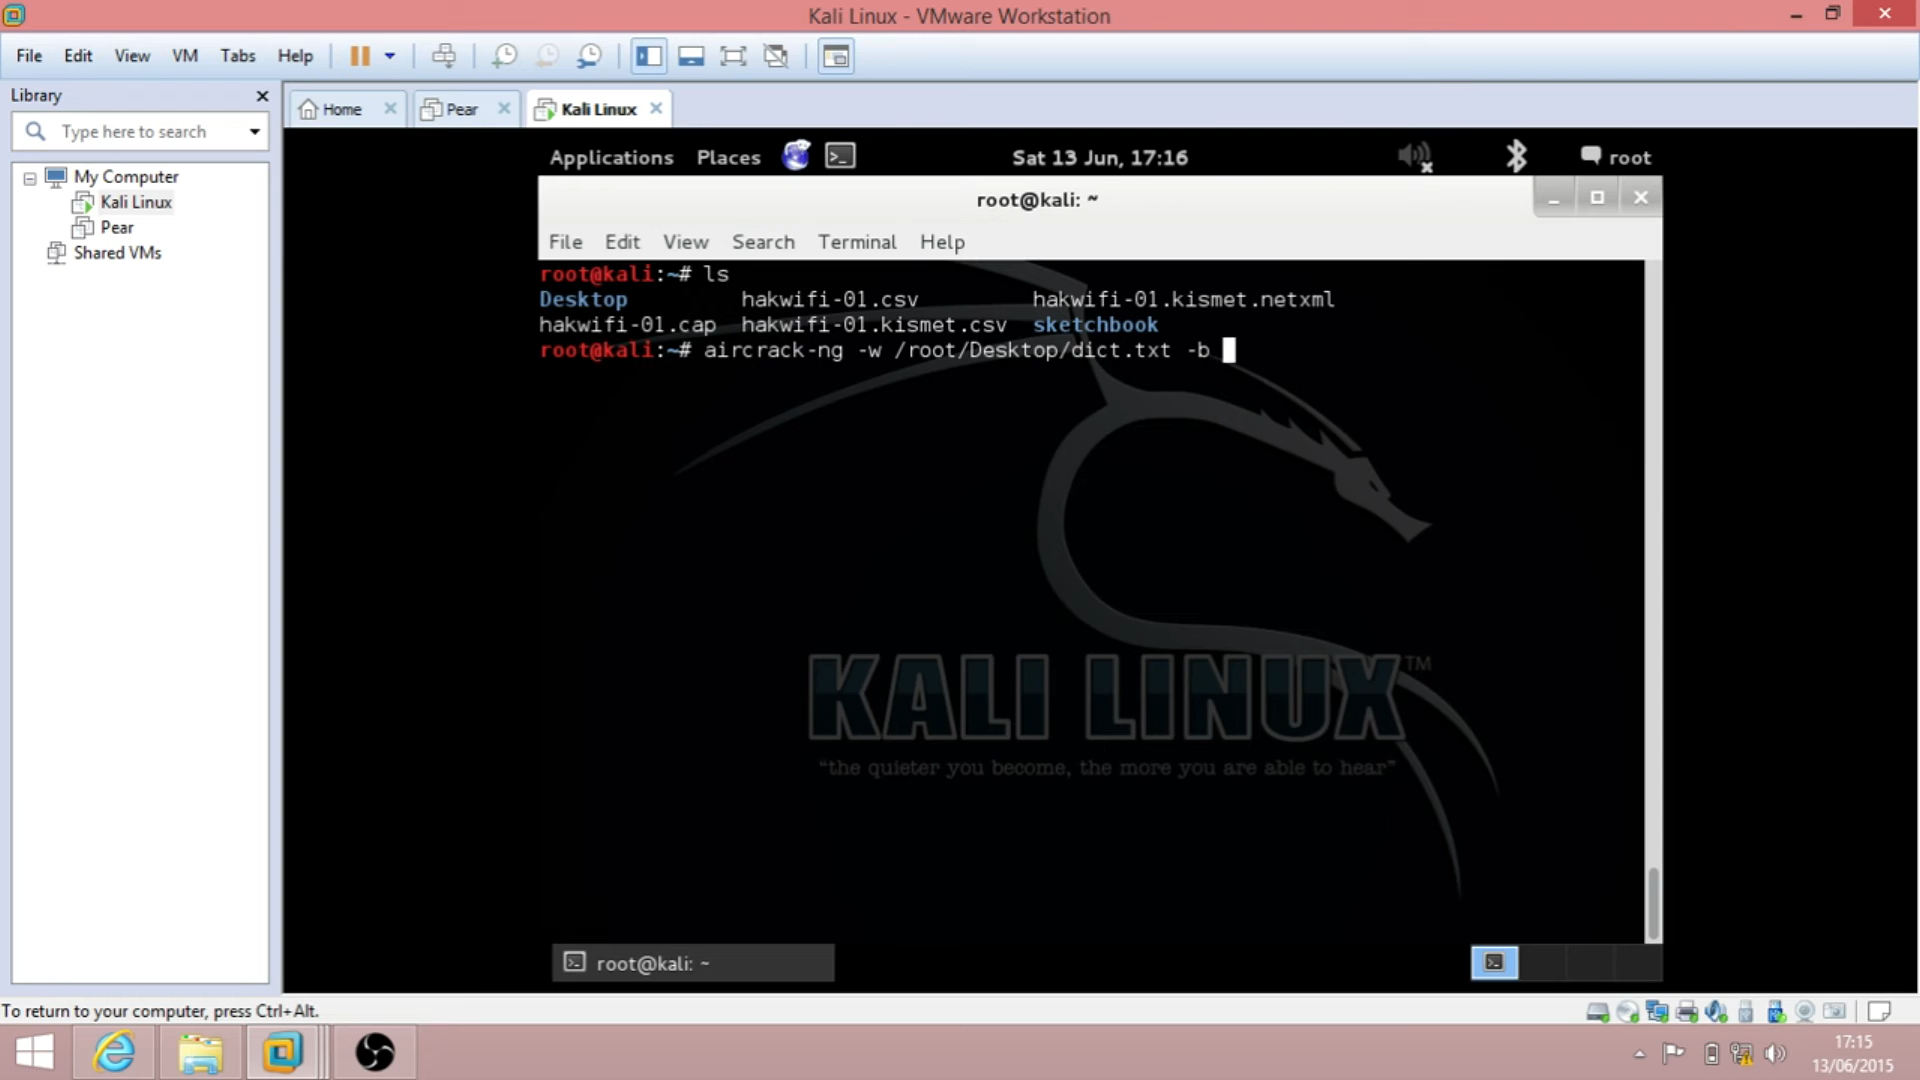 Kali Linux - VMware Workstation
File Edit View VM Tabs Help
Library
Type here to search
My Computer
Kali Linux
Pear
Shared VMs
Home Pear Kali Linux
Applications Places Sat 13 Jun, 17:16 root
root@kali: ~
File Edit View Search Terminal Help
root@kali:~# ls
Desktop hakwifi-01.csv hakwifi-01.kismet.netxml
hakwifi-01.cap hakwifi-01.kismet.csv sketchbook
root@kali:~# aircrack-ng -w /root/Desktop/dict.txt -b
KALI LINUX™
“the quieter you become, the more you are able to hear”
root@kali: ~
To return to your computer, press Ctrl+Alt.
17:15
13/06/2015